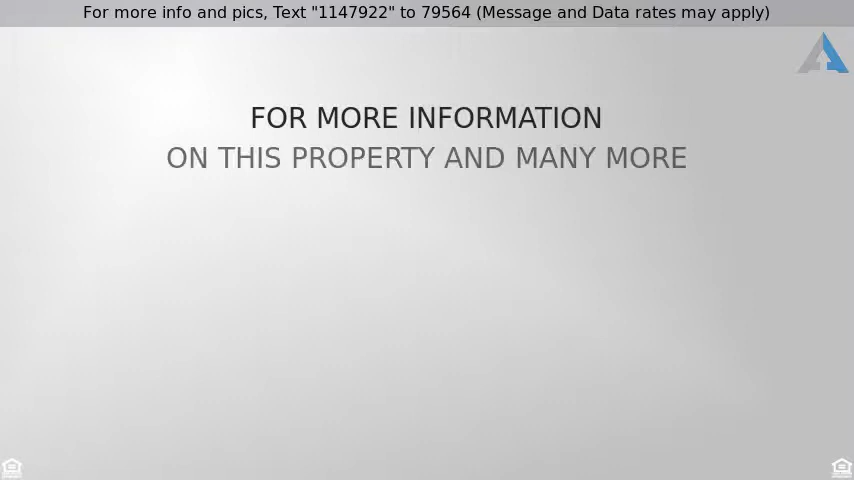 For more info and pics, Text "1147922" to 79564 (Message and Data rates may apply)
FOR MORE INFORMATION
ON THIS PROPERTY AND MANY MORE